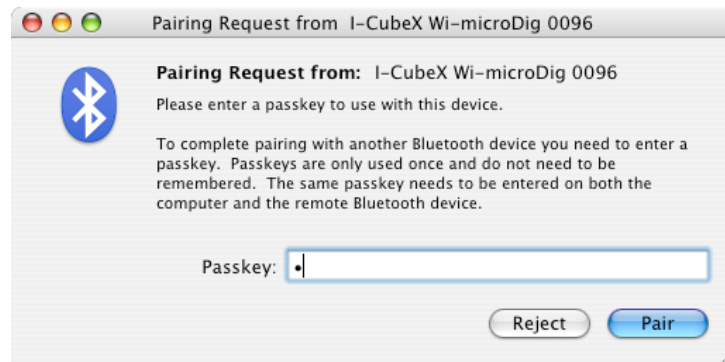 Pairing Request from I-CubeX Wi-microDig 0096
Pairing Request from: I-CubeX Wi-microDig 0096
Please enter a passkey to use with this device.
To complete pairing with another Bluetooth device you need to enter a
passkey. Passkeys are only used once and do not need to be
remembered. The same passkey needs to be entered on both the
computer and the remote Bluetooth device.
Passkey: •
Reject Pair